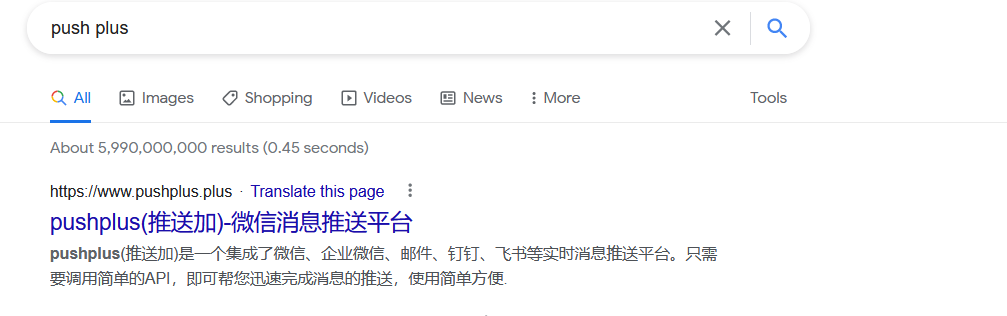 push plus
All Images Shopping Videos News More Tools
About 5,990,000,000 results (0.45 seconds)
https://www.pushplus.plus · Translate this page
pushplus(推送加)-微信消息推送平台
pushplus(推送加)是一个集成了微信、企业微信、邮件、钉钉、飞书等实时消息推送平台。只需
要调用简单的API，即可帮您迅速完成消息的推送，使用简单方便.